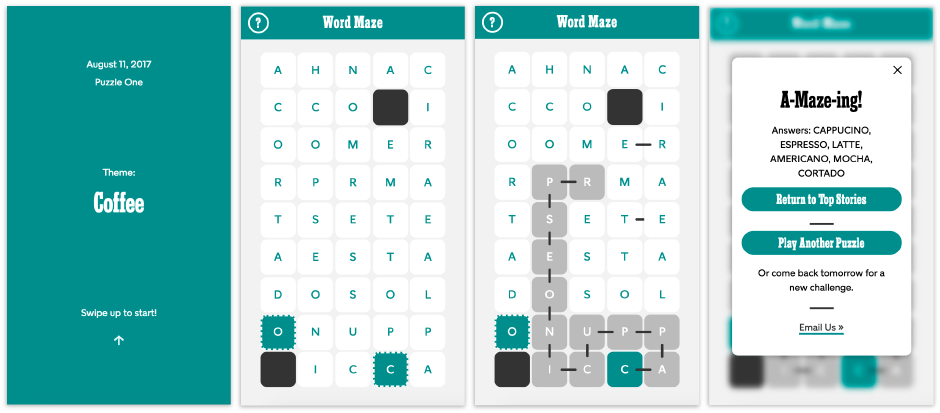 August 11, 2017
Puzzle One
Theme:
Coffee
Swipe up to start!
?
Word Maze
A H N A C
C C O I
O O M E R
R P R M A
T S E T E
A E S T A
D O S O L
O N U P P
I C C A
?
Word Maze
A H N A C
C C O I
O O M E R
R P R M A
T S E T E
A E S T A
D O S O L
O N U P P
I C C A
A-Maze-ing!
Answers: CAPPUCINO,
ESPRESSO, LATTE,
AMERICANO, MOCHA,
CORTADO
Return to Top Stories
Play Another Puzzle
Or come back tomorrow for a
new challenge.
Email Us »